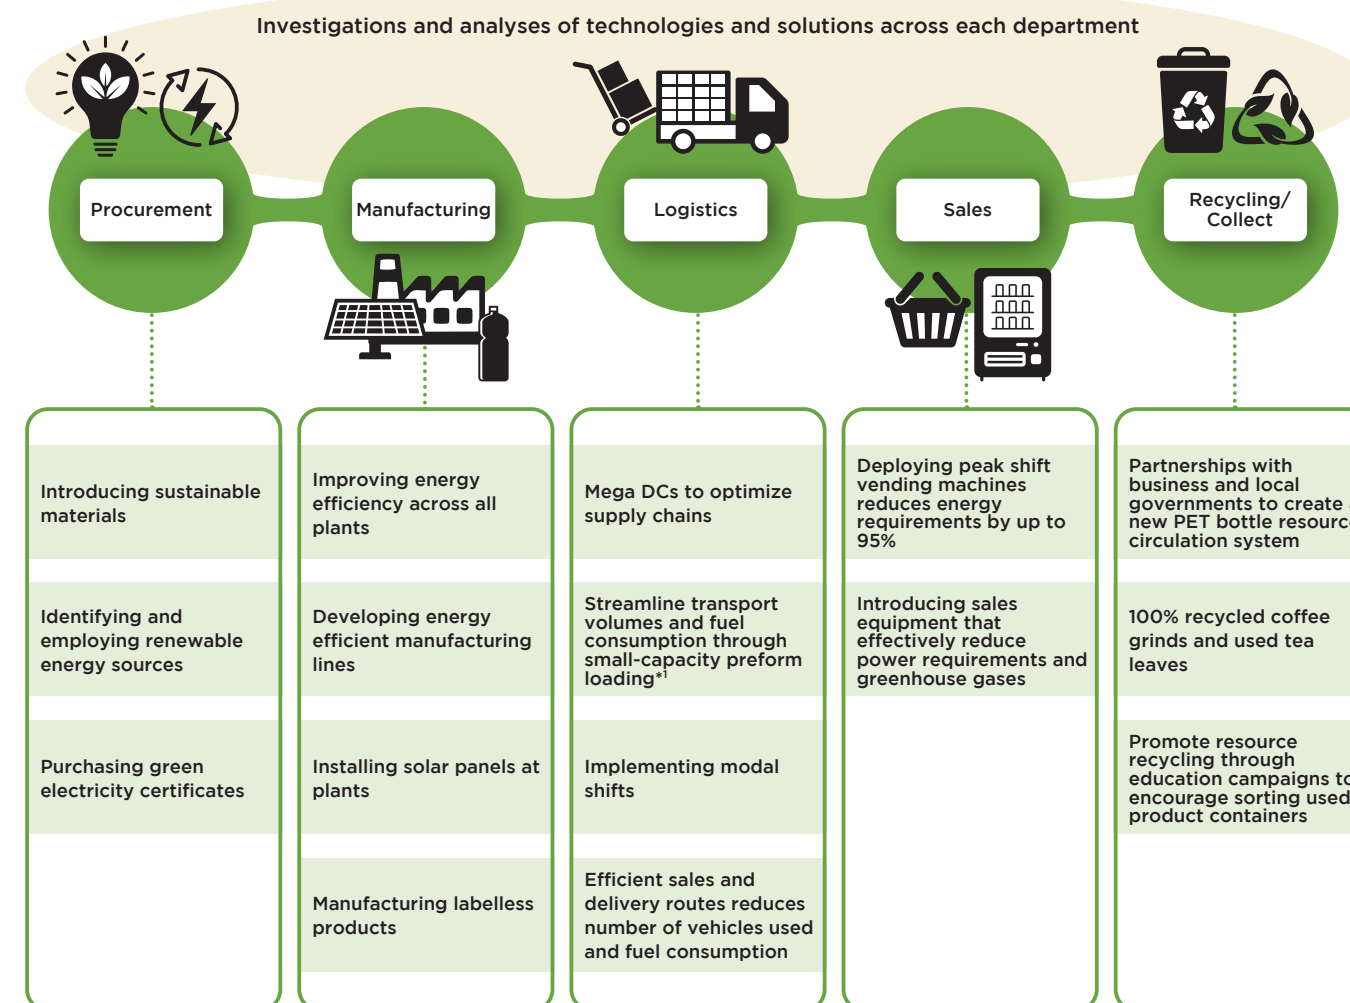 Investigations and analyses of technologies and solutions across each department
Procurement
Manufacturing
Logistics
Sales
Recycling/
Collect
Introducing sustainable
materials
Identifying and
employing renewable
energy sources
Purchasing green
electricity certificates
Improving energy
efficiency across all
plants
Developing energy
efficient manufacturing
lines
Installing solar panels at
plants
Manufacturing labelless
products
Mega DCs to optimize
supply chains
Streamline transport
volumes and fuel
consumption through
small-capacity preform
loading*1
Implementing modal
shifts
Efficient sales and
delivery routes reduces
number of vehicles used
and fuel consumption
Deploying peak shift
vending machines
reduces energy
requirements by up to
95%
Introducing sales
equipment that
effectively reduce
power requirements and
greenhouse gases
Partnerships with
business and local
governments to create
new PET bottle resource
circulation system
100% recycled coffee
grinds and used tea
leaves
Promote resource
recycling through
education campaigns to
encourage sorting used
product containers